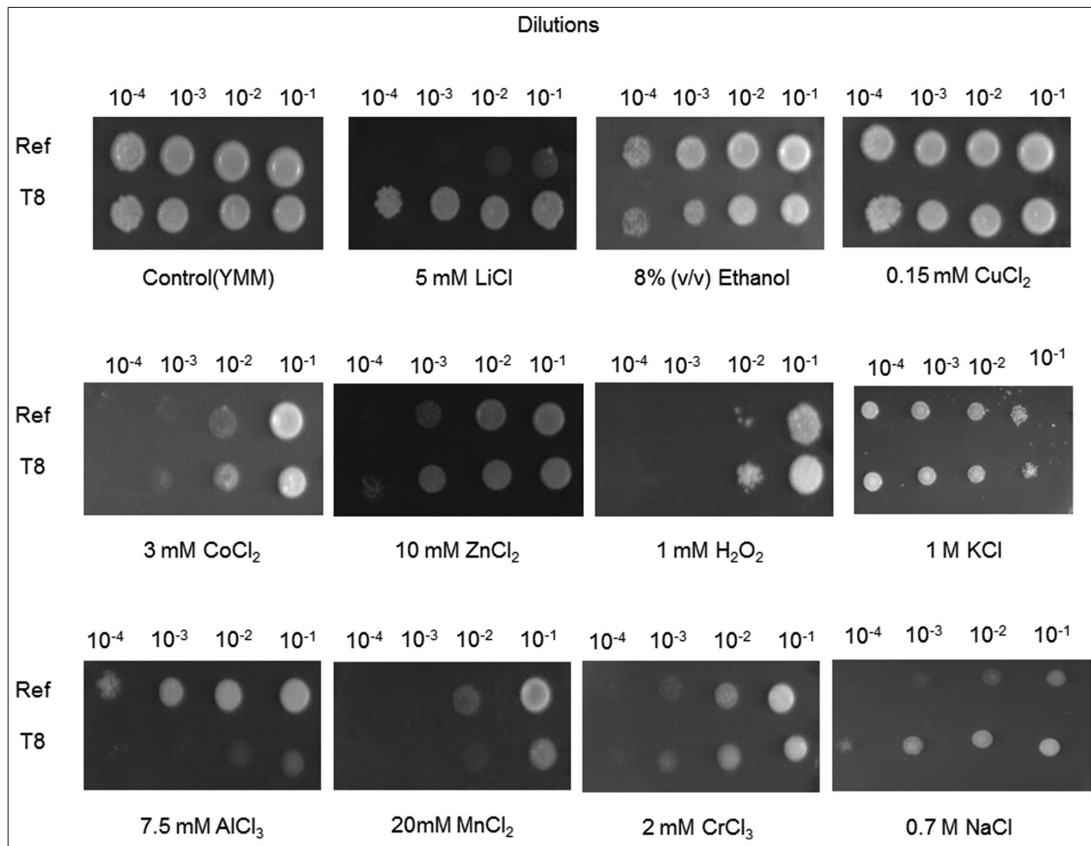 Dilutions
10⁻⁴ 10⁻³ 10⁻² 10⁻¹ 10⁻⁴ 10⁻³ 10⁻² 10⁻¹ 10⁻⁴ 10⁻³ 10⁻² 10⁻¹ 10⁻⁴ 10⁻³ 10⁻² 10⁻¹
Ref
T8
Control(YMM) 5 mM LiCl 8% (v/v) Ethanol 0.15 mM CuCl₂
10⁻⁴ 10⁻³ 10⁻² 10⁻¹ 10⁻⁴ 10⁻³ 10⁻² 10⁻¹ 10⁻⁴ 10⁻³ 10⁻² 10⁻¹ 10⁻⁴ 10⁻³ 10⁻² 10⁻¹
Ref
T8
3 mM CoCl₂ 10 mM ZnCl₂ 1 mM H₂O₂ 1 M KCl
10⁻⁴ 10⁻³ 10⁻² 10⁻¹ 10⁻⁴ 10⁻³ 10⁻² 10⁻¹ 10⁻⁴ 10⁻³ 10⁻² 10⁻¹ 10⁻⁴ 10⁻³ 10⁻² 10⁻¹
Ref
T8
7.5 mM AlCl₃ 20mM MnCl₂ 2 mM CrCl₃ 0.7 M NaCl